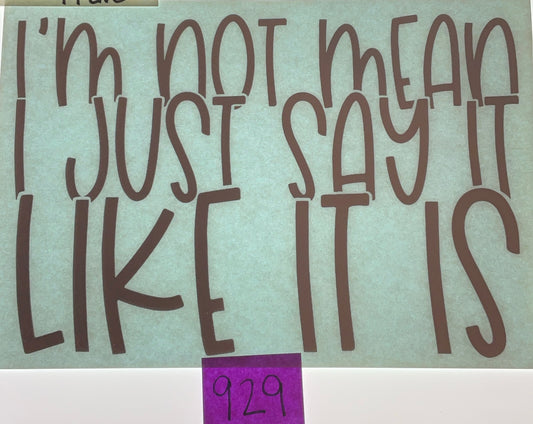 I'm NOT mEAN
I JUST SAY IT
LIKE IT IS
929